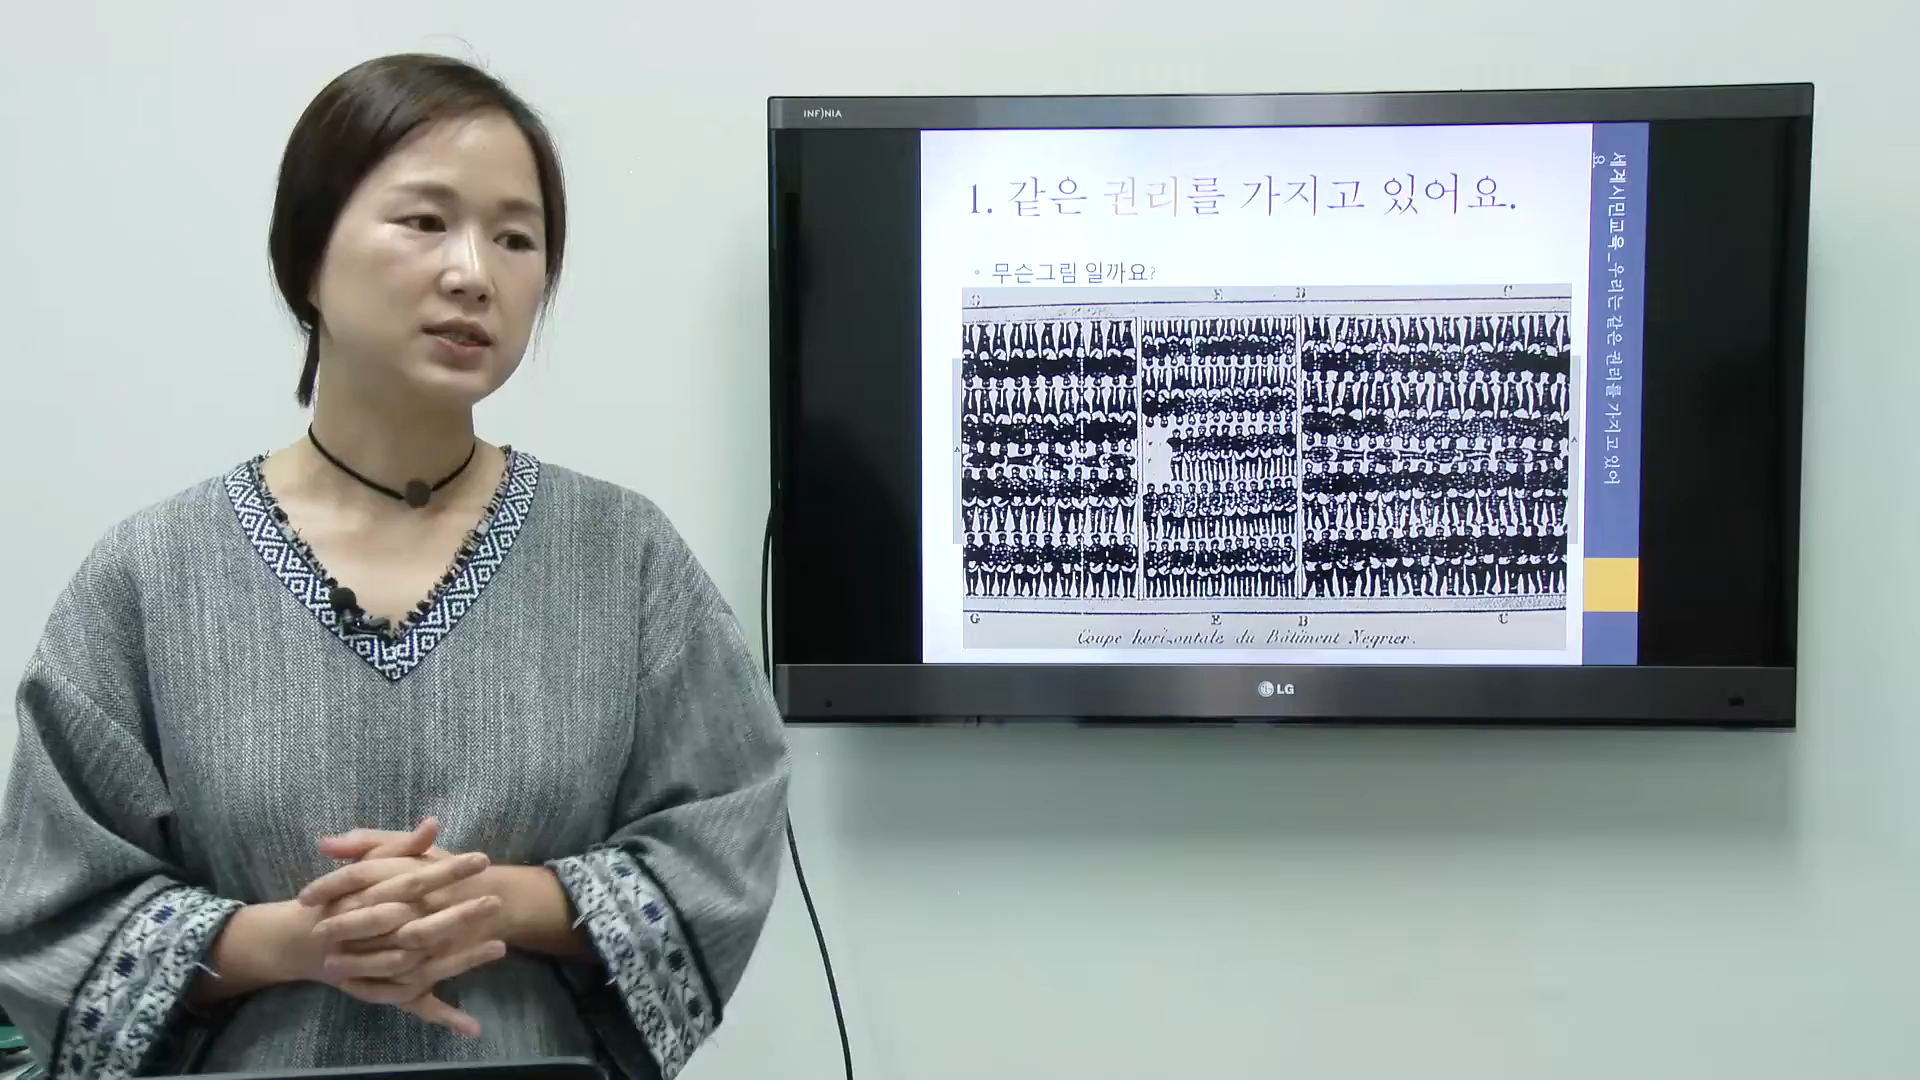 INFINIA
1. 같은 권리를 가지고 있어요.
• 무슨그림 일까요?
G E B C
G E B C
Coupe horizontale du Bâtiment Negrier.
세계시민교육_우리는 같은 권리를 가지고 있어
요
LG